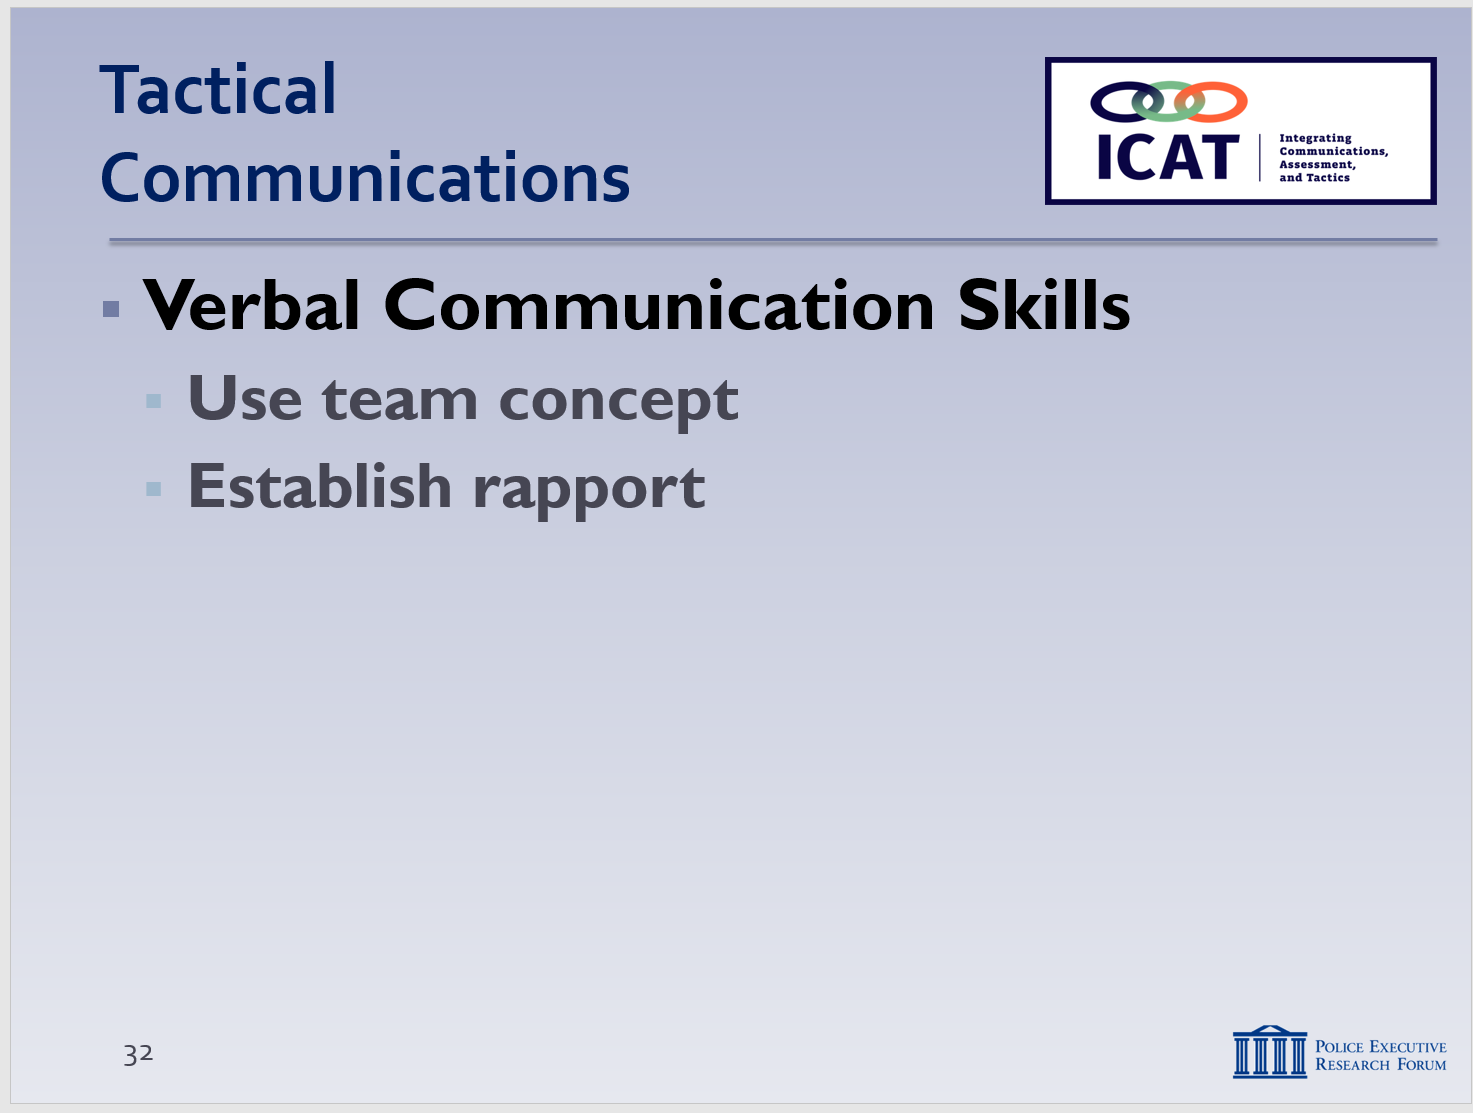 Tactical
Communications
ICAT
Integrating
Communications,
Assessment,
and Tactics
Verbal Communication Skills
Use team concept
Establish rapport
32
POLICE EXECUTIVE
RESEARCH FORUM